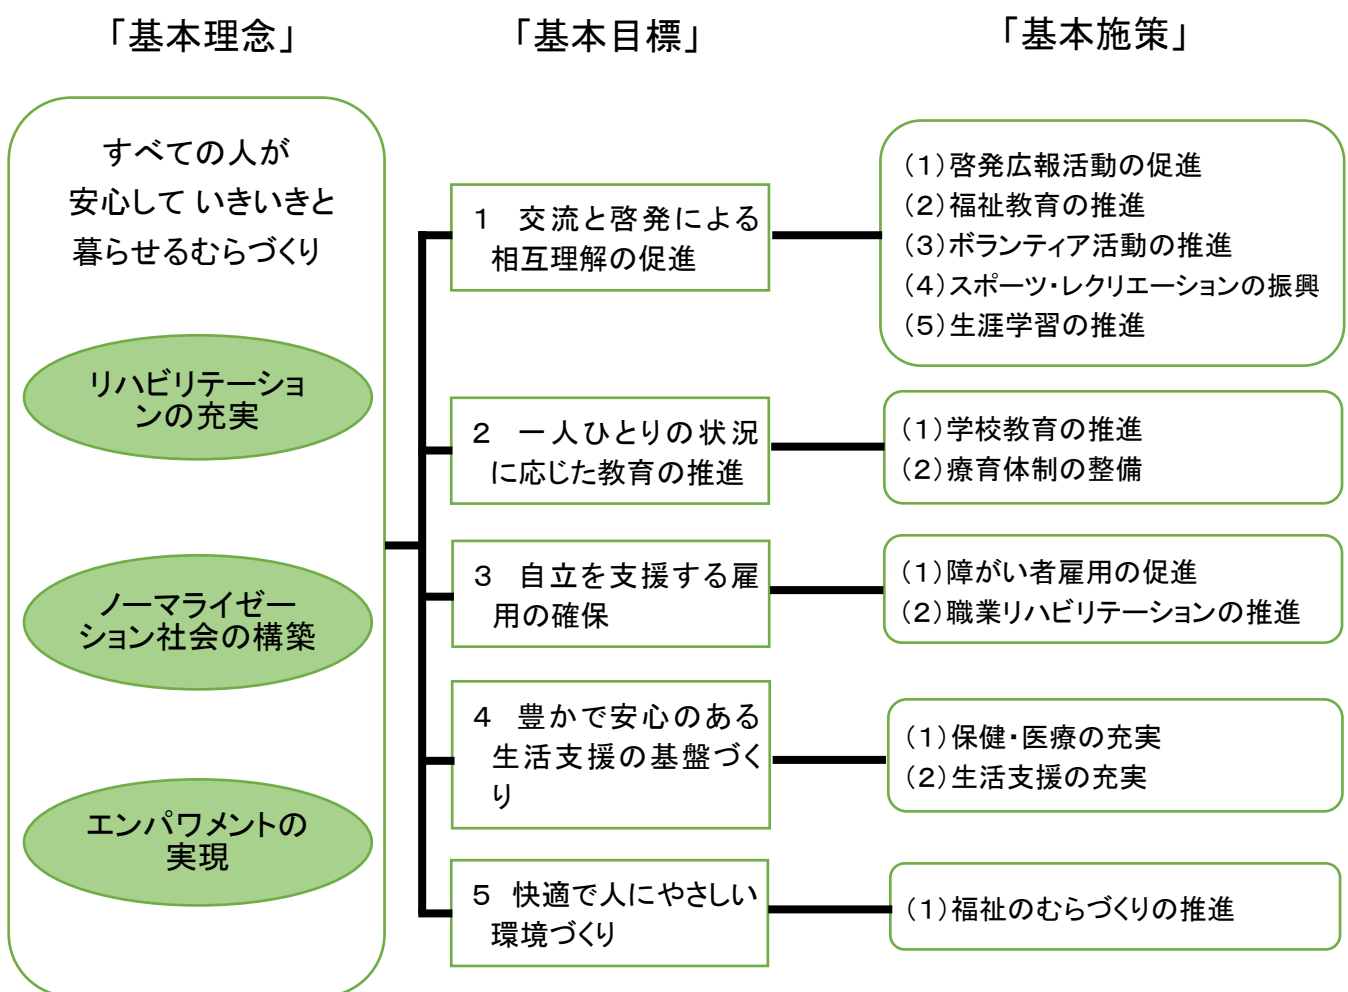 「基本理念」
「基本目標」
「基本施策」
すべての人が
安心して いきいきと
暮らせるむらづくり
リハビリテーショ
ンの充実
ノーマライゼー
ション社会の構築
エンパワメントの
実現
1 交流と啓発による
相互理解の促進
(1)啓発広報活動の促進
(2)福祉教育の推進
(3)ボランティア活動の推進
(4)スポーツ・レクリエーションの振興
(5)生涯学習の推進
2 一人ひとりの状況
に応じた教育の推進
(1)学校教育の推進
(2)療育体制の整備
3 自立を支援する雇
用の確保
(1)障がい者雇用の促進
(2)職業リハビリテーションの推進
4 豊かで安心のある
生活支援の基盤づく
り
(1)保健・医療の充実
(2)生活支援の充実
5 快適で人にやさしい
環境づくり
(1)福祉のむらづくりの推進